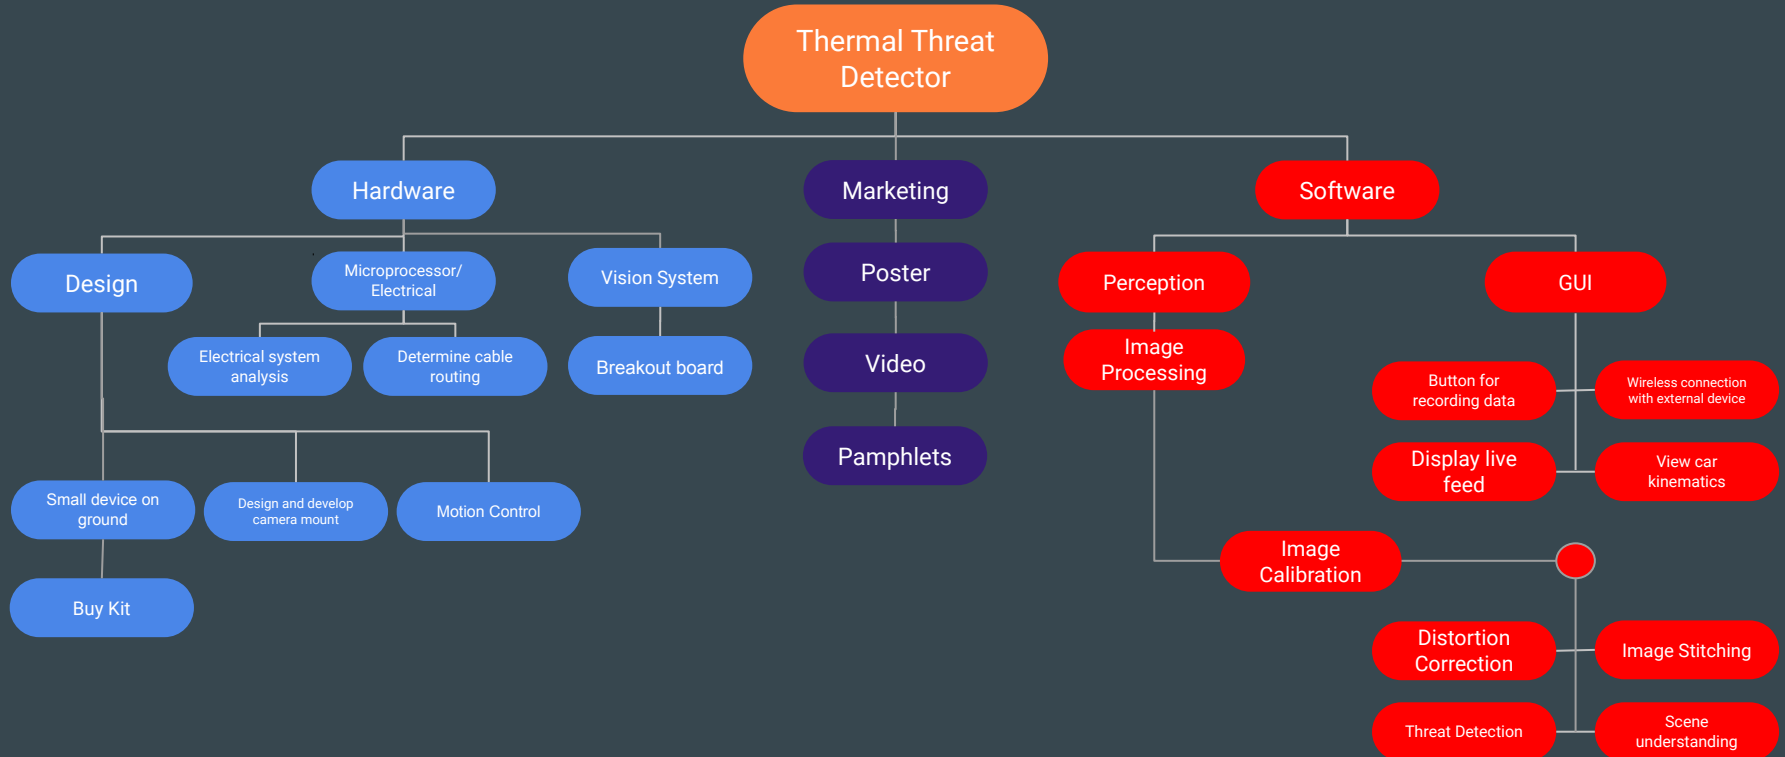 Thermal Threat
Detector
Hardware
Marketing
Software
Design
Microprocessor/
Electrical
Vision System
Poster
Perception
GUI
Electrical system
analysis
Determine cable
routing
Breakout board
Video
Image
Processing
Button for
recording data
Wireless connection
with external device
Pamphlets
Display live
feed
View car
kinematics
Small device on
ground
Design and develop
camera mount
Motion Control
Image
Calibration
Buy Kit
Distortion
Correction
Image Stitching
Threat Detection
Scene
understanding